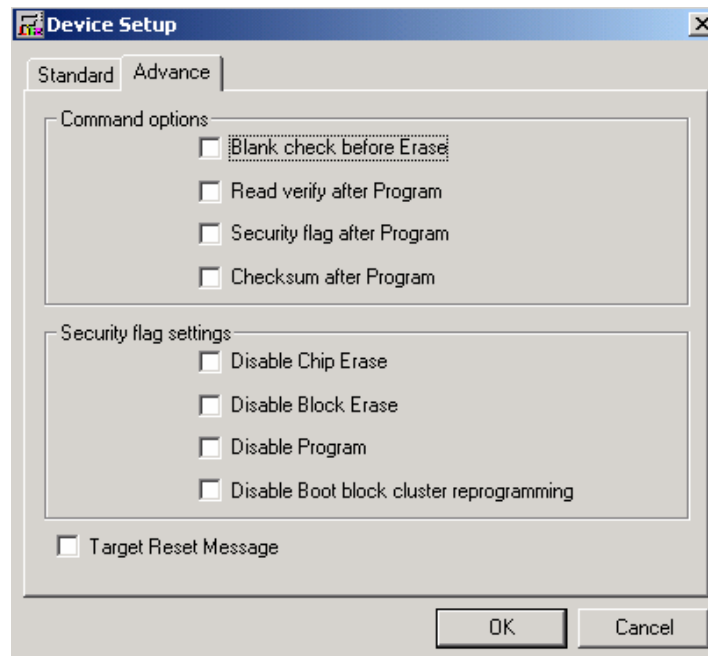 Device Setup
Standard
Advance
Command options
Blank check before Erase
Read verify after Program
Security flag after Program
Checksum after Program
Security flag settings
Disable Chip Erase
Disable Block Erase
Disable Program
Disable Boot block cluster reprogramming
Target Reset Message
OK
Cancel